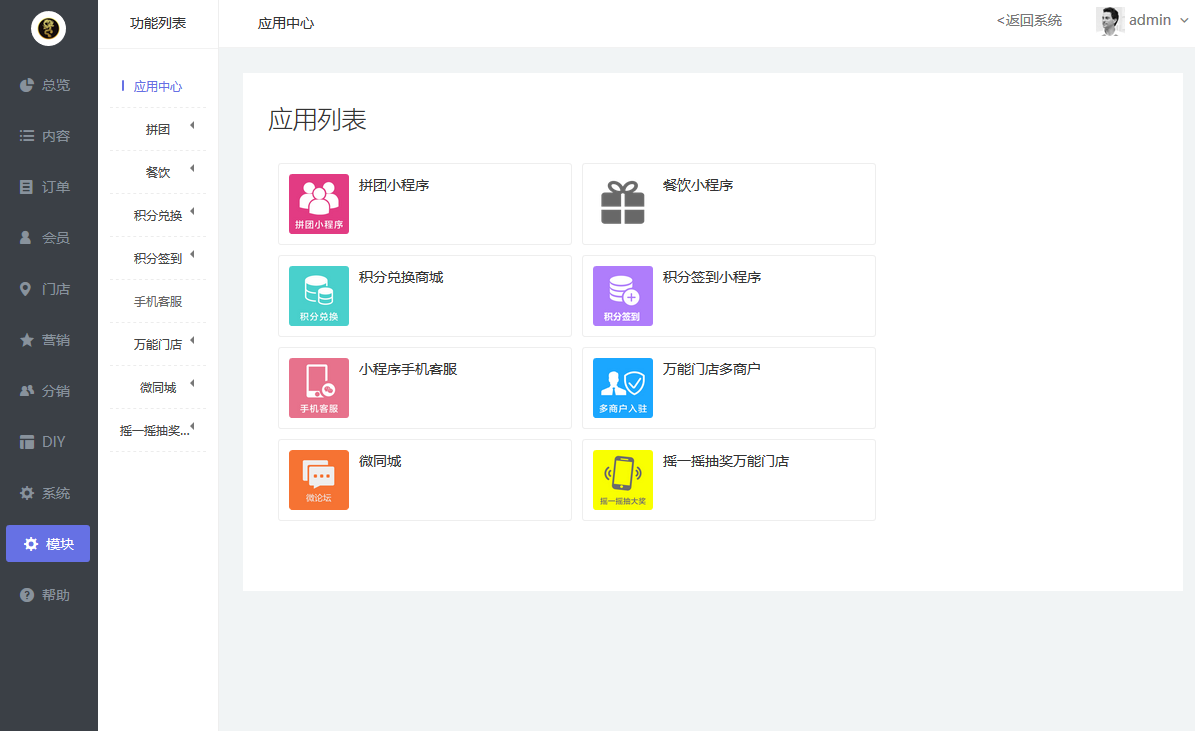 功能列表
应用中心
<返回系统
admin
总览
内容
订单
会员
门店
营销
分销
DIY
系统
模块
帮助
应用中心
拼团
餐饮
积分兑换
积分签到
手机客服
万能门店
微同城
摇一摇抽奖...
应用列表
拼团小程序
拼团小程序
餐饮小程序
积分兑换
积分兑换商城
积分签到
积分签到小程序
手机客服
小程序手机客服
多商户入驻
万能门店多商户
微论坛
微同城
摇一摇抽大奖
摇一摇抽奖万能门店